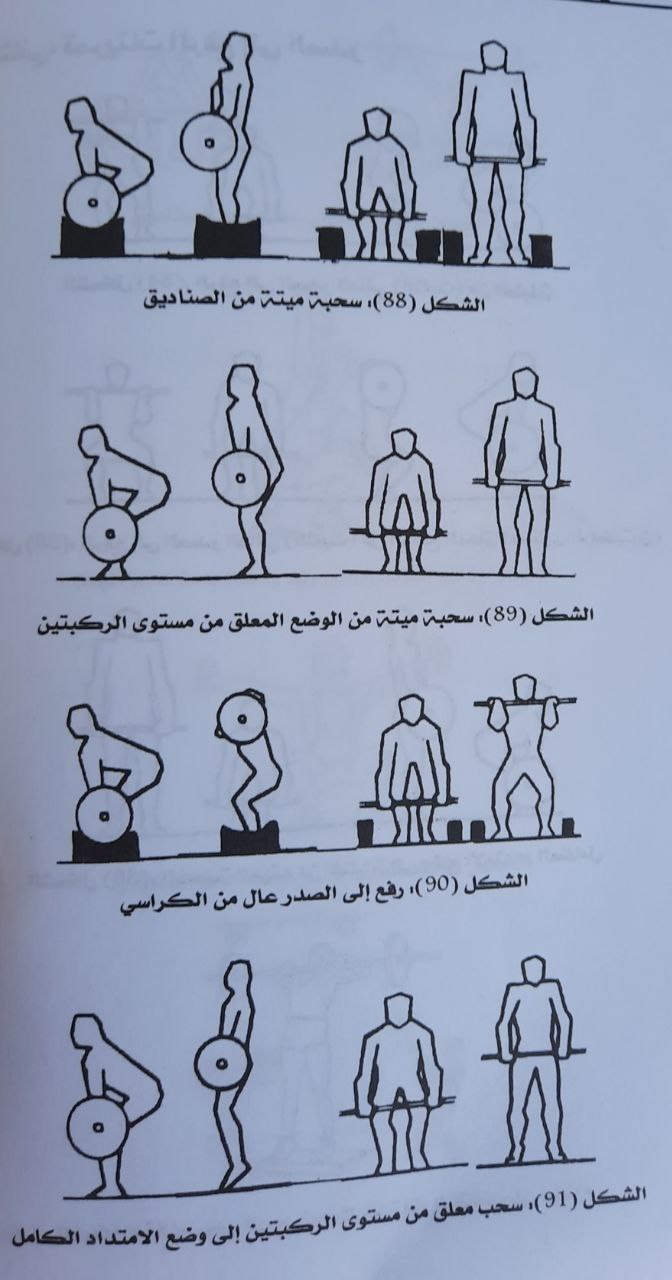 الشكل (88): سحبة ميتة من الصناديق
الشكل (89): سحبة ميتة من الوضع المعلق من مستوى الركبتين
الشكل (90): رفع إلى الصدر عال من الكراسي
الشكل (91): سحب معلق من مستوى الركبتين إلى وضع الامتداد الكامل